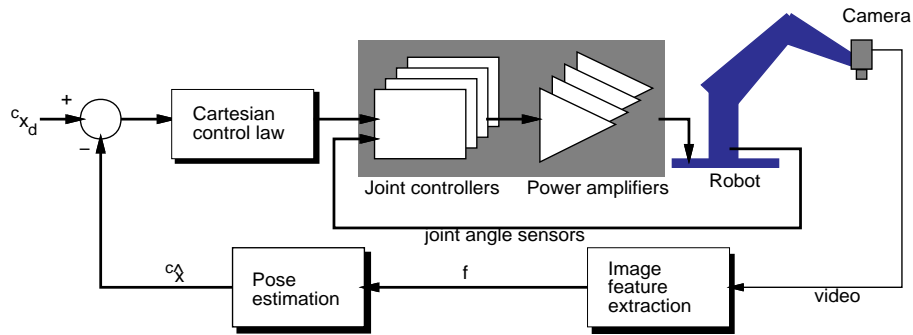 Camera
+
c x d
−
Cartesian
control law
Joint controllers
Power amplifiers
Robot
joint angle sensors
c x̂
Pose
estimation
f
Image
feature
extraction
video